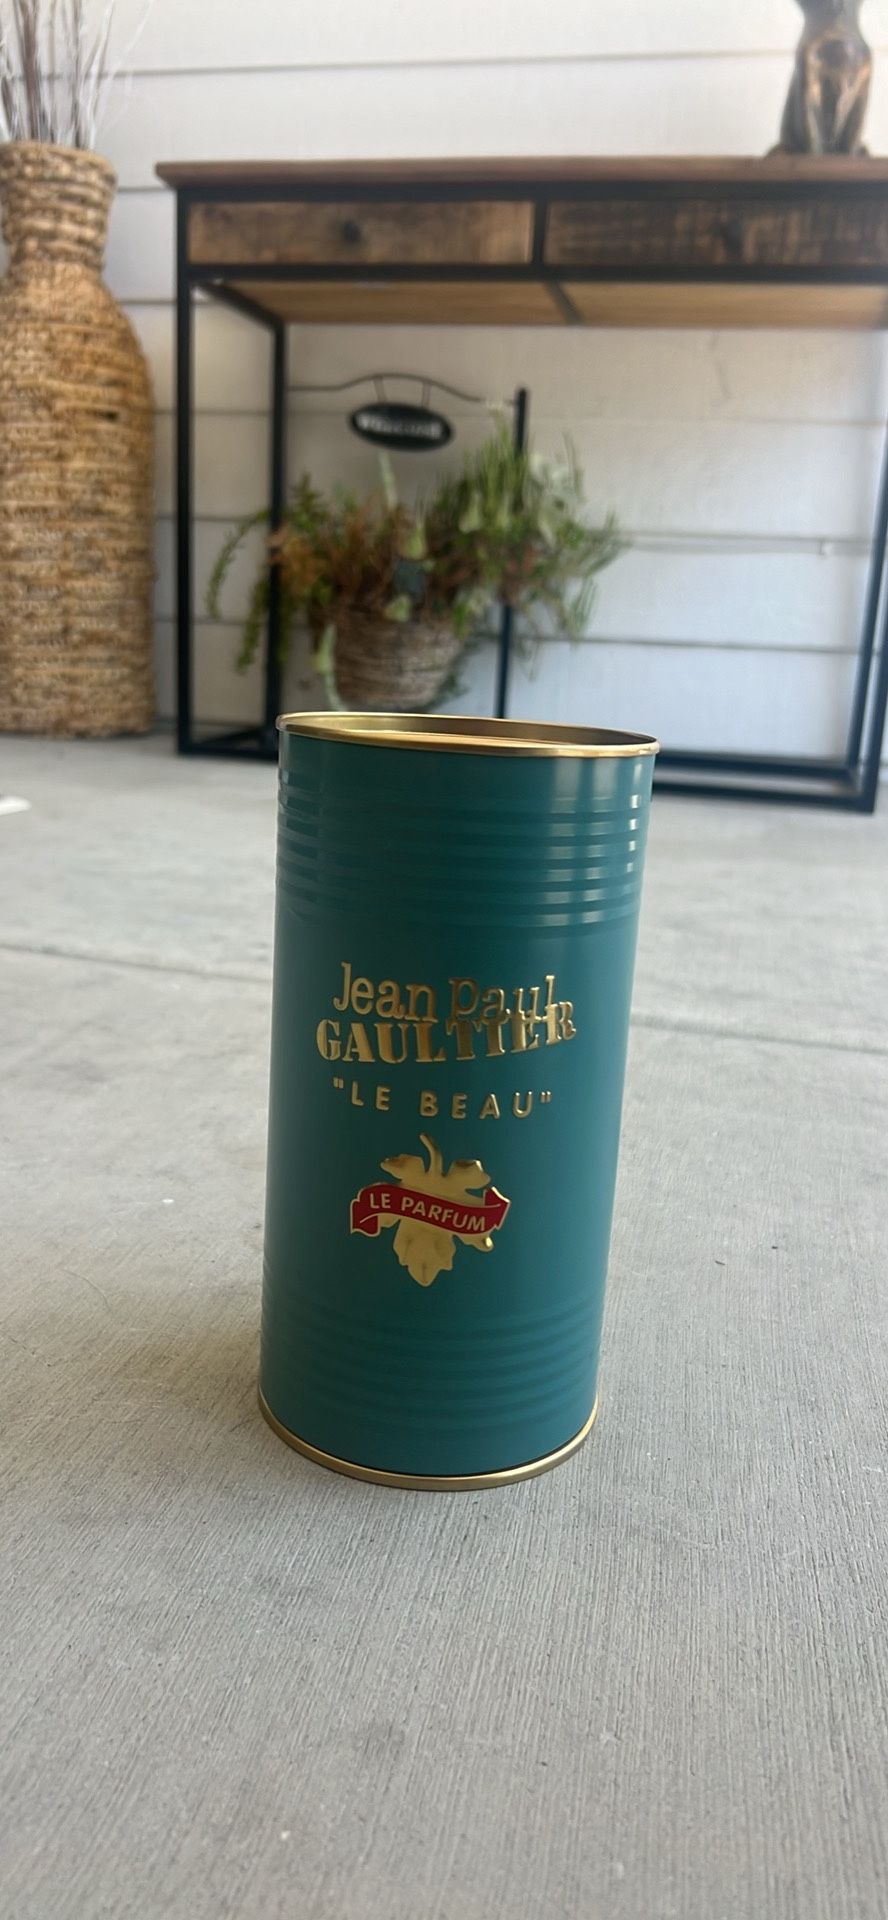 Jean Paul
GAULTIER
"LE BEAU"
LE PARFUM